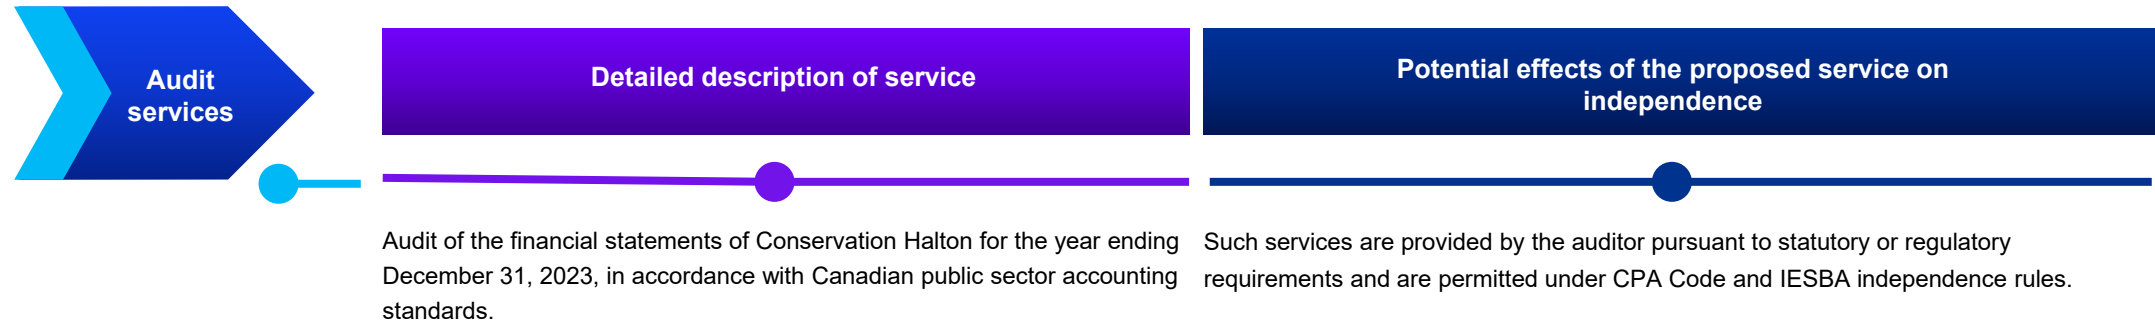 Audit
services
Detailed description of service
Potential effects of the proposed service on
independence
Audit of the financial statements of Conservation Halton for the year ending
December 31, 2023, in accordance with Canadian public sector accounting
standards.
Such services are provided by the auditor pursuant to statutory or regulatory
requirements and are permitted under CPA Code and IESBA independence rules.